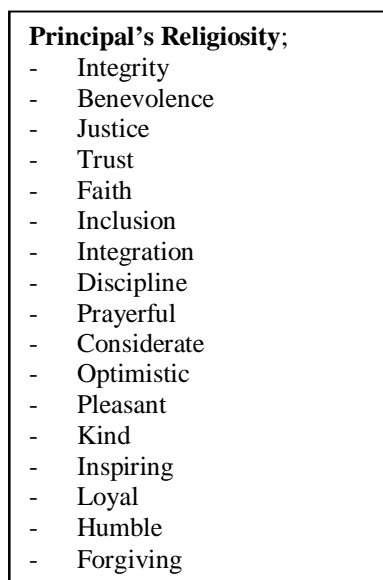 Principal's Religiosity;
- Integrity
- Benevolence
- Justice
- Trust
- Faith
- Inclusion
- Integration
- Discipline
- Prayerful
- Considerate
- Optimistic
- Pleasant
- Kind
- Inspiring
- Loyal
- Humble
- Forgiving